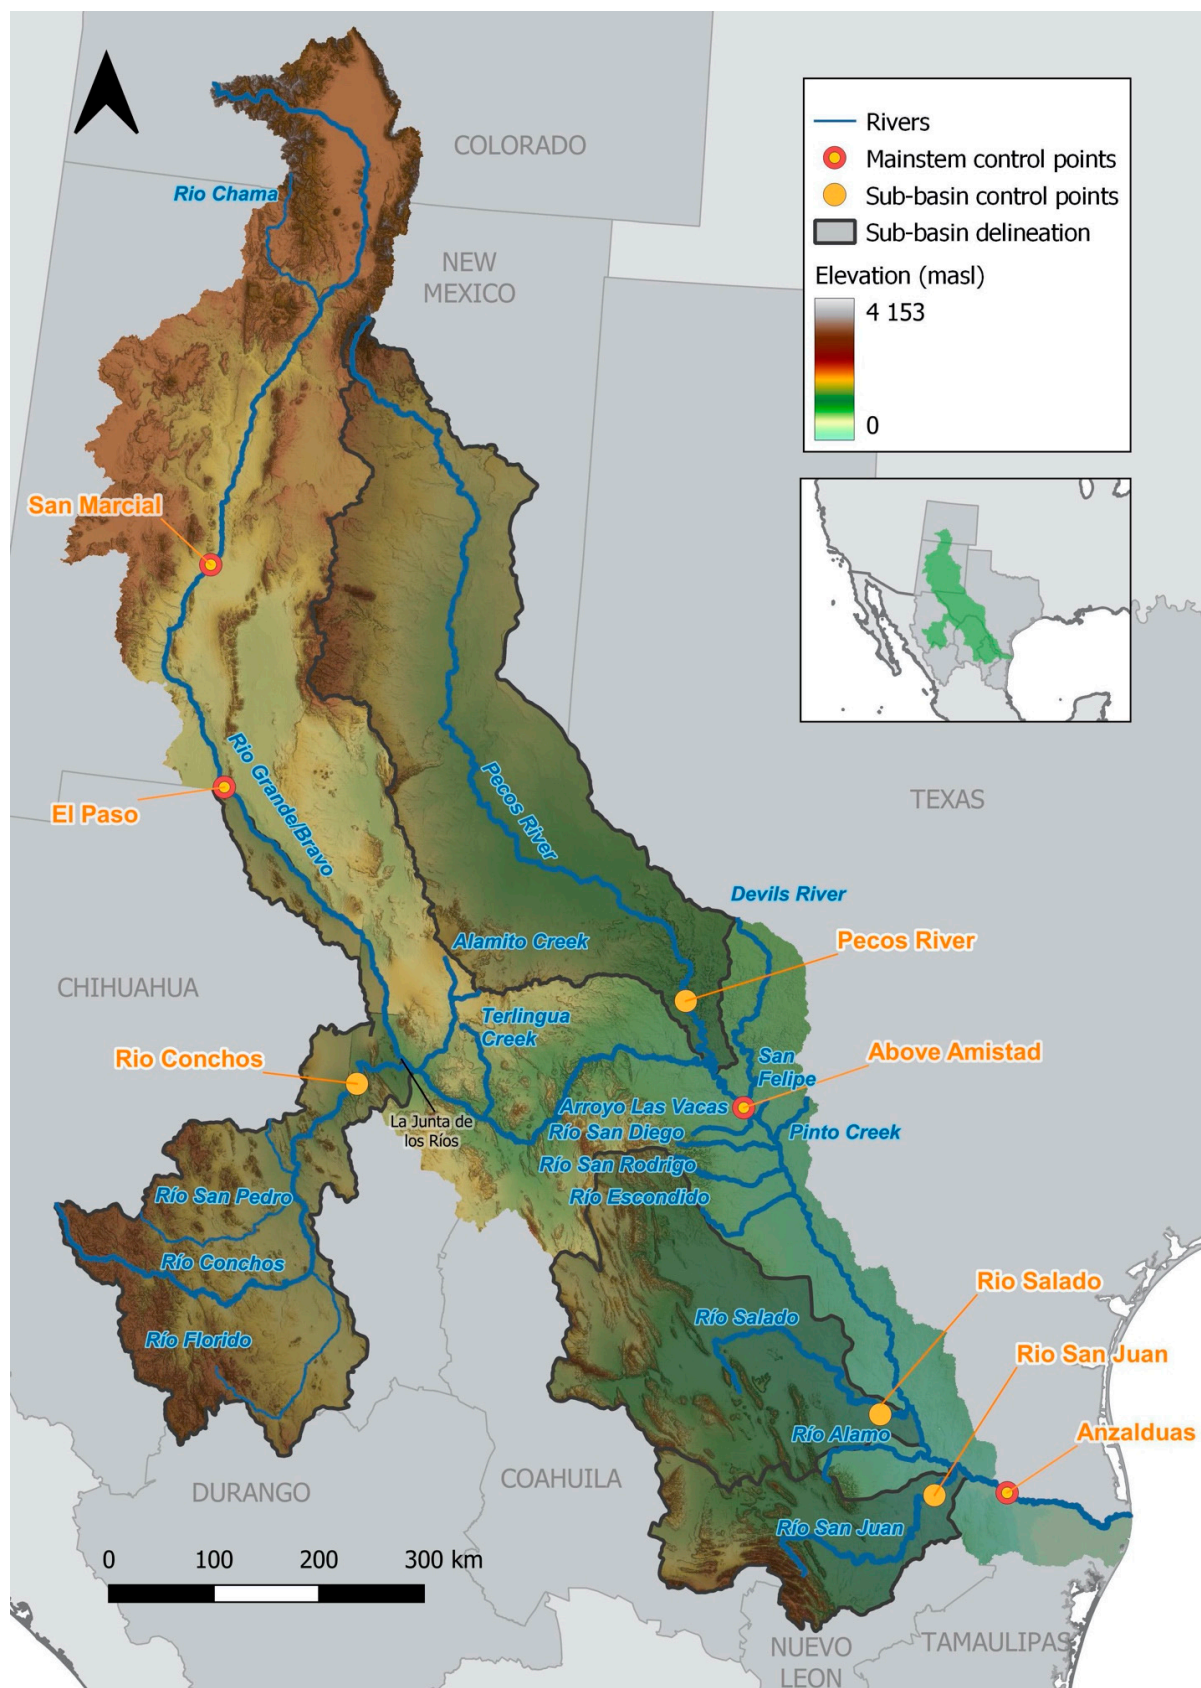 COLORADO
Rio Chama
NEW
MEXICO
Rivers
Mainstem control points
Sub-basin control points
Sub-basin delineation
Elevation (masl)
4 153
0
San Marcial
El Paso
Rio Grande/Bravo
Pecos River
TEXAS
Devils River
Alamito Creek
Pecos River
CHIHUAHUA
Terlingua
Creek
Rio Conchos
San
Felipe
Above Amistad
La Junta de
los Ríos
Arroyo Las Vacas
Río San Diego
Pinto Creek
Río San Rodrigo
Río Escondido
Río San Pedro
Río Conchos
Río Florido
Rio Salado
Río Salado
Rio San Juan
Río Alamo
Anzalduas
DURANGO
COAHUILA
Río San Juan
0 100 200 300 km
NUEVO
LEON
TAMAULIPAS